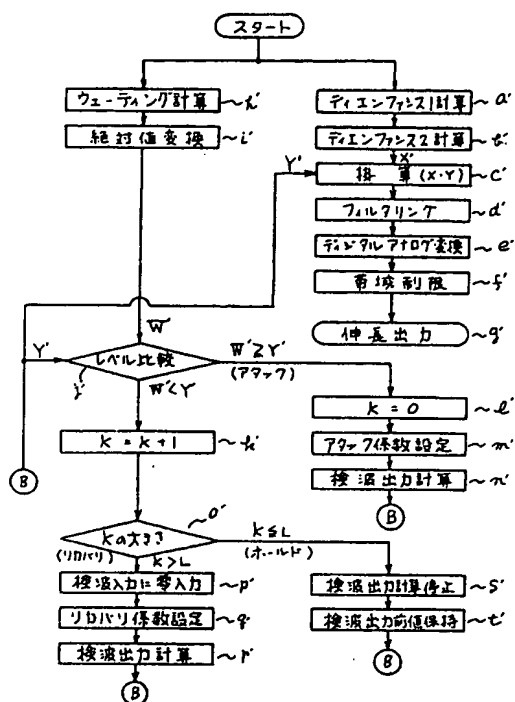 スタート
ウェーティング計算 ~h'
絶対値変換 ~i'
ディエンファシス1計算 ~a'
ディエンファシス2計算 ~b'
X'
Y'
掛算(X・Y) ~c'
フィルタリング ~d'
ディジタルアナログ変換 ~e'
帯域制限 ~f'
伸長出力 ~g'
W'
Y'
レベル比較
j'
W'≧Y'
(アタック)
W'<Y'
K=0 ~l'
K=K+1 ~k'
アタック係数設定 ~m'
検波出力計算 ~n'
B
B
Kの大きさ
o'
K≦L
(ホールド)
(リカバリ)
K>L
検波入力に零入力 ~p'
リカバリ係数設定 ~q'
検波出力計算 ~r'
検波出力計算停止 ~s'
検波出力前値保持 ~t'
B
B